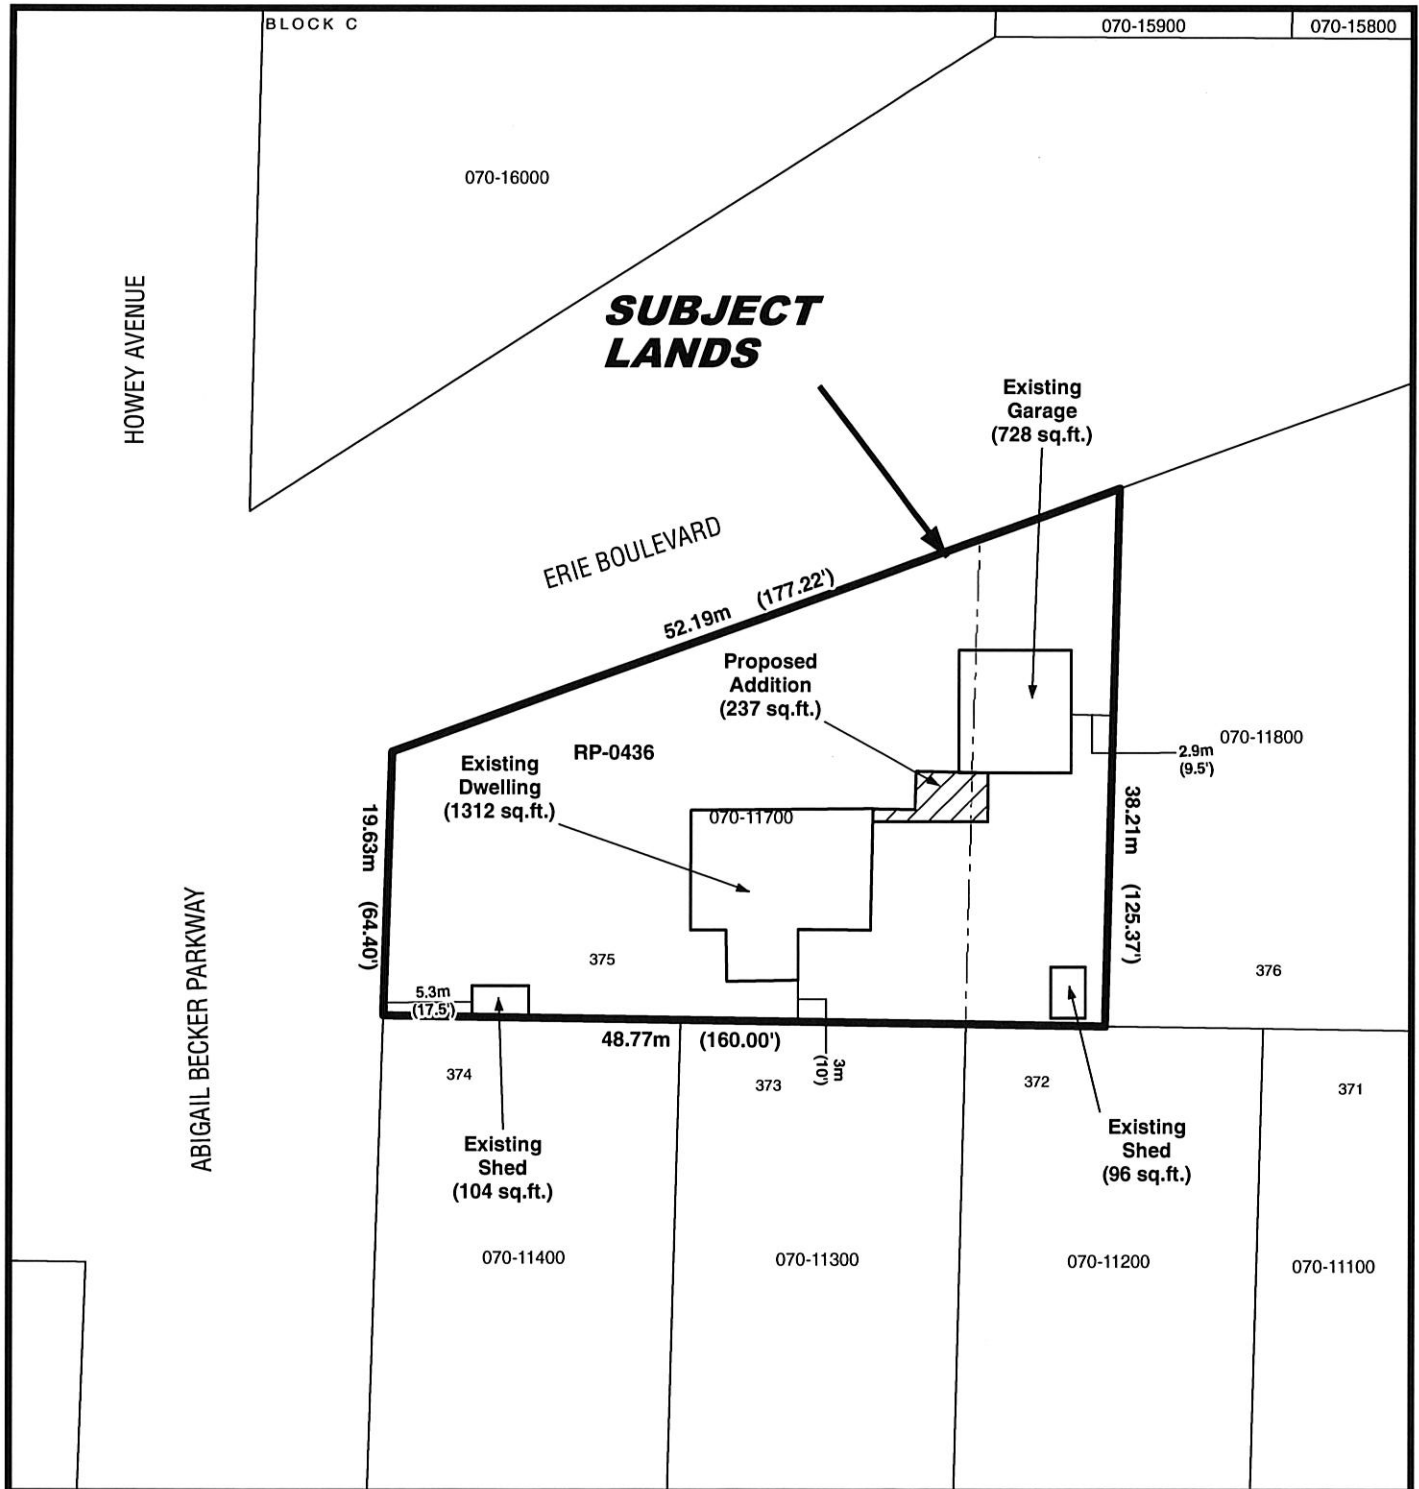 BLOCK C
070-15900
070-15800
070-16000
HOWEY AVENUE
SUBJECT
LANDS
Existing
Garage
(728 sq.ft.)
ERIE BOULEVARD
52.19m (177.22')
Proposed
Addition
(237 sq.ft.)
RP-0436
Existing
Dwelling
(1312 sq.ft.)
070-11700
2.9m
(9.5')
070-11800
19.63m (64.40')
38.21m (125.37')
ABIGAIL BECKER PARKWAY
375
376
5.3m
(17.5')
48.77m (160.00')
3m
(10')
374
373
372
371
Existing
Shed
(104 sq.ft.)
Existing
Shed
(96 sq.ft.)
070-11400
070-11300
070-11200
070-11100